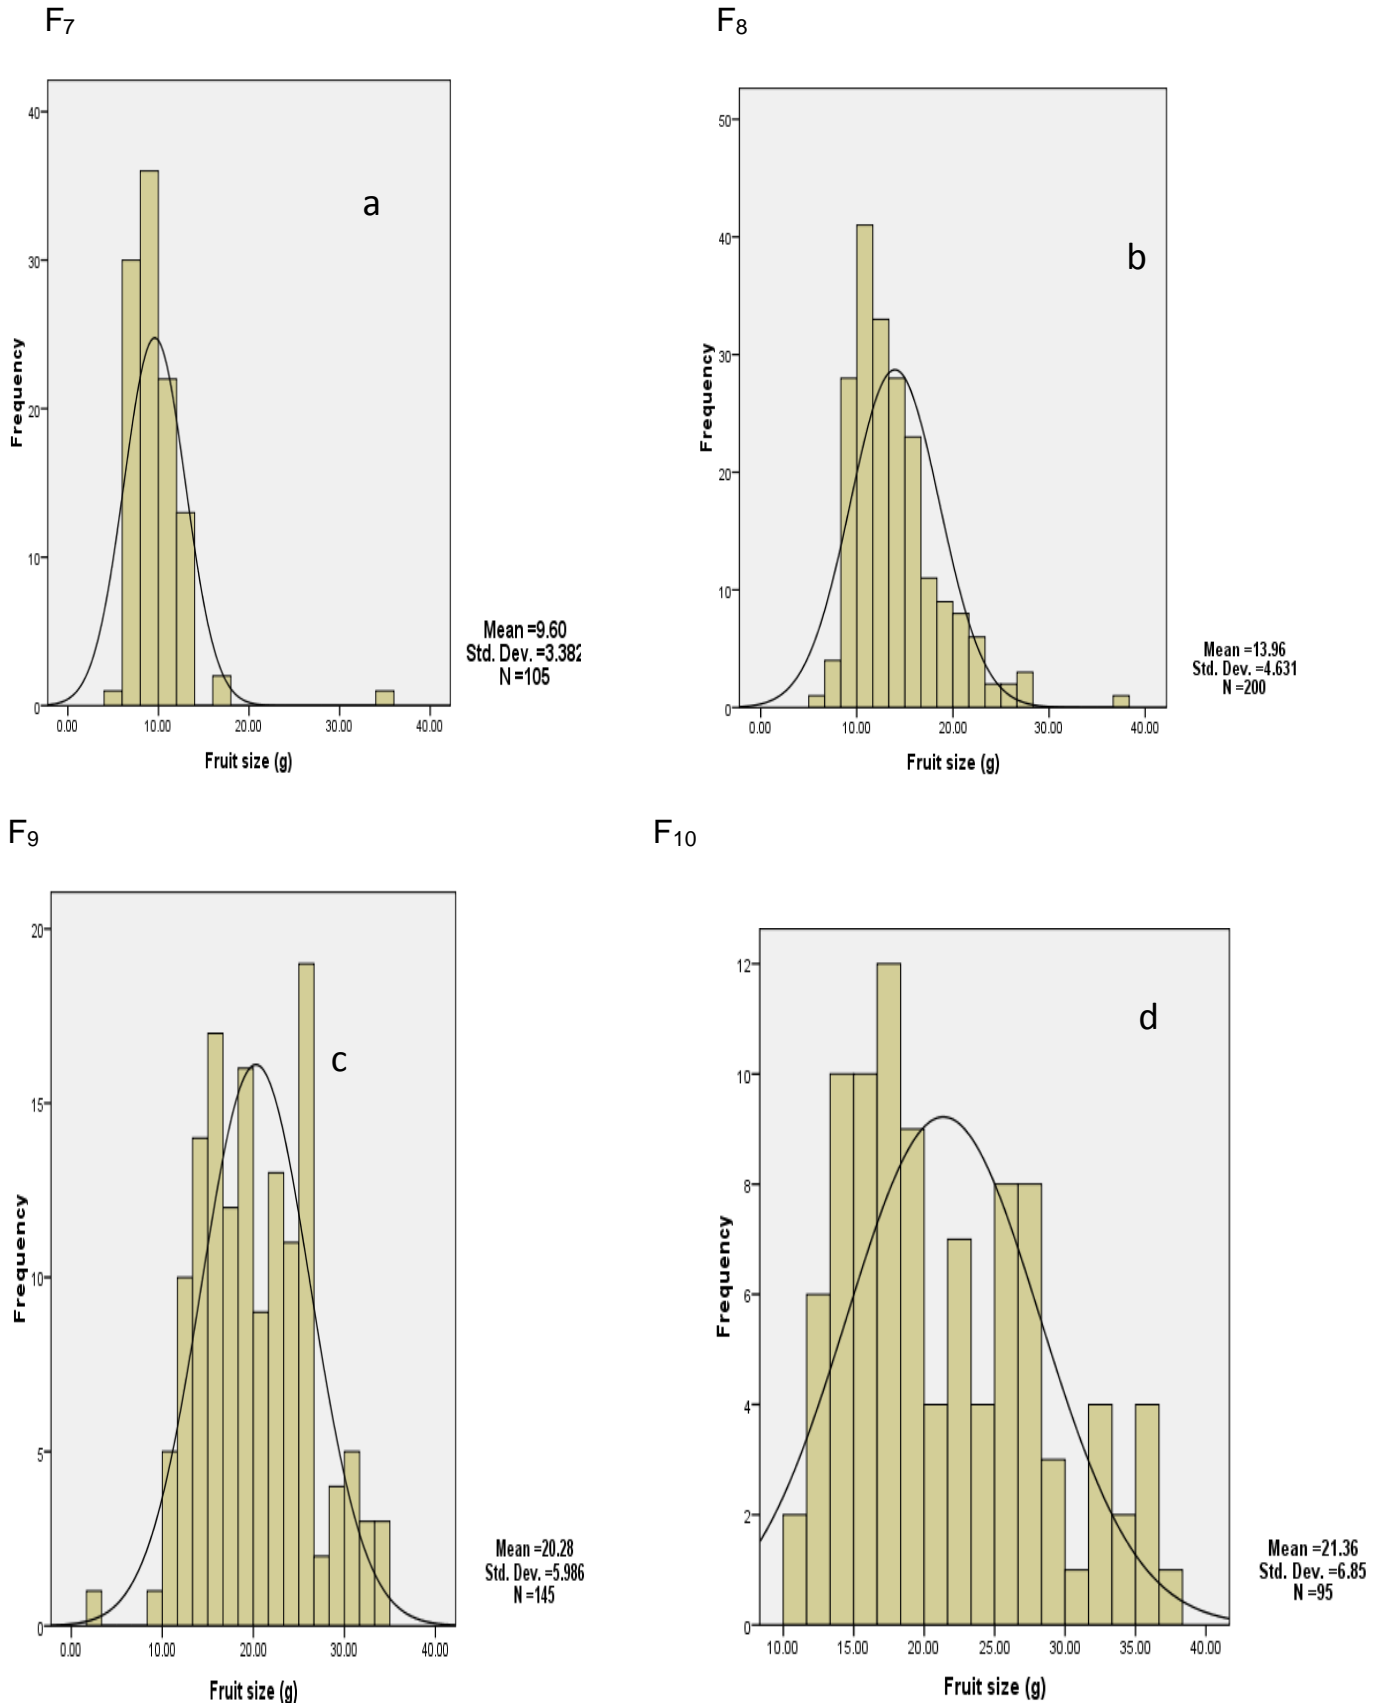 F₇
40
30
20
10
0
Frequency
a
0.00 10.00 20.00 30.00 40.00
Fruit size (g)
Mean =9.60
Std. Dev. =3.382
N =105
F₈
50
40
30
20
10
0
Frequency
b
0.00 10.00 20.00 30.00 40.00
Fruit size (g)
Mean =13.96
Std. Dev. =4.631
N =200
F₉
20
15
10
5
0
Frequency
c
0.00 10.00 20.00 30.00 40.00
Fruit size (g)
Mean =20.28
Std. Dev. =5.986
N =145
F₁₀
12
10
8
6
4
2
0
Frequency
d
10.00 15.00 20.00 25.00 30.00 35.00 40.00
Fruit size (g)
Mean =21.36
Std. Dev. =6.85
N =95